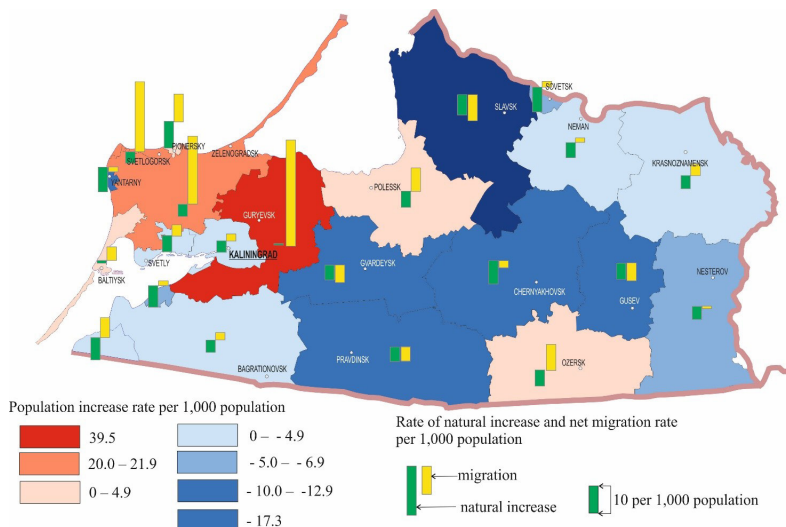 SOVETSK
SLAVSK
NEMAN
PIONERSKY
SVETLOGORSK
ZELENOGRADSK
KRASNOZNAMENSK
YANTARNY
POLESSK
GURYEVSK
KALININGRAD
SVETLY
BALTIYSK
GVARDEYSK
CHERNYAKHOVSK
GUSEV
NESTEROV
PRAVDINSK
OZERSK
BAGRATIONOVSK
Population increase rate per 1,000 population
39.5
20.0 – 21.9
0 – 4.9
0 – - 4.9
- 5.0 – - 6.9
- 10.0 – -12.9
- 17.3
Rate of natural increase and net migration rate
per 1,000 population
migration
natural increase
10 per 1,000 population